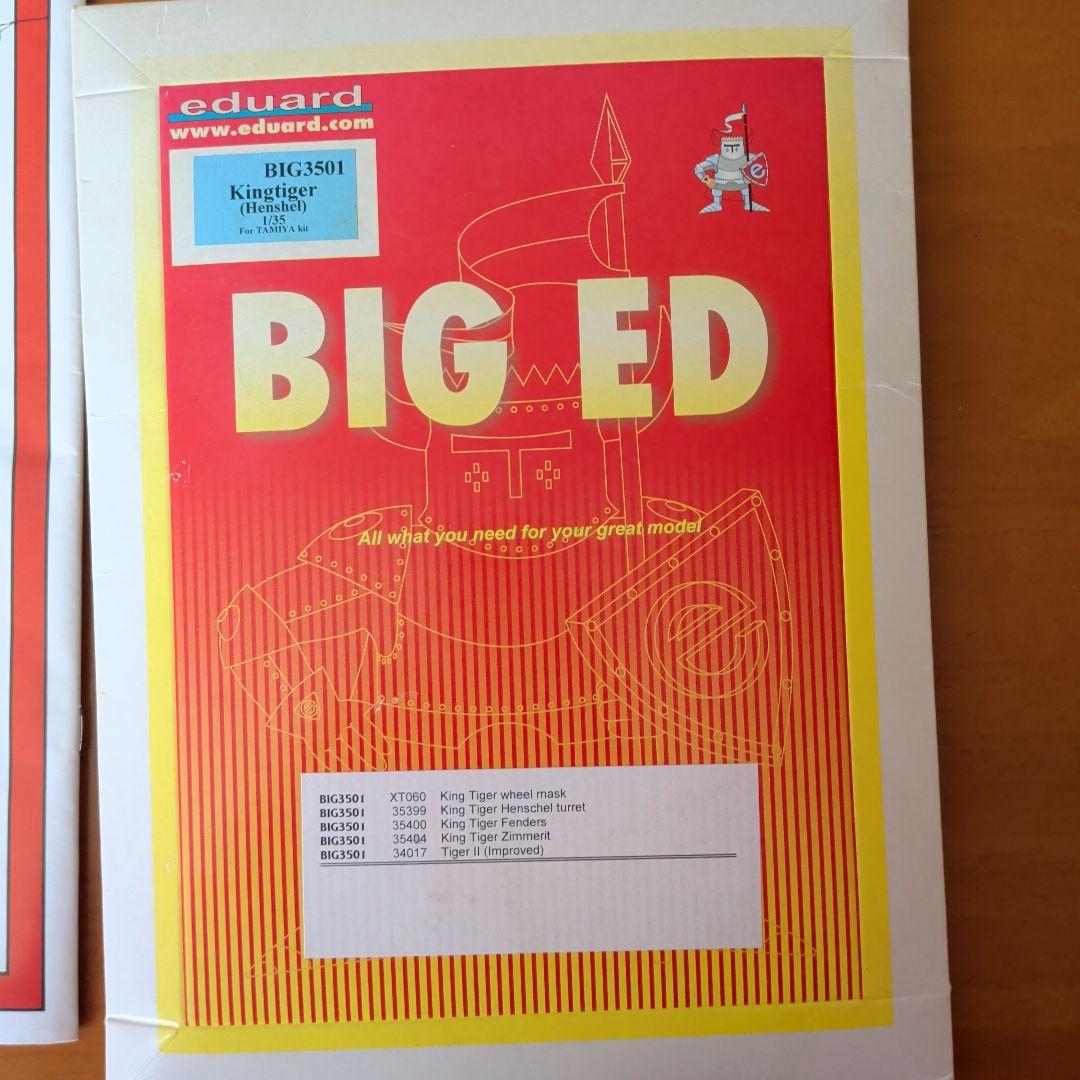 eduard
www.eduard.com
BIG3501
Kingtiger
(Henshel)
1/35
For TAMIYA kit
BIG ED
All what you need for your great model
e
e
e
BIG3501 XT060 King Tiger wheel mask
BIG3501 35399 King Tiger Henschel turret
BIG3501 35400 King Tiger Fenders
BIG3501 35404 King Tiger Zimmerit
BIG3501 34017 Tiger II (Improved)